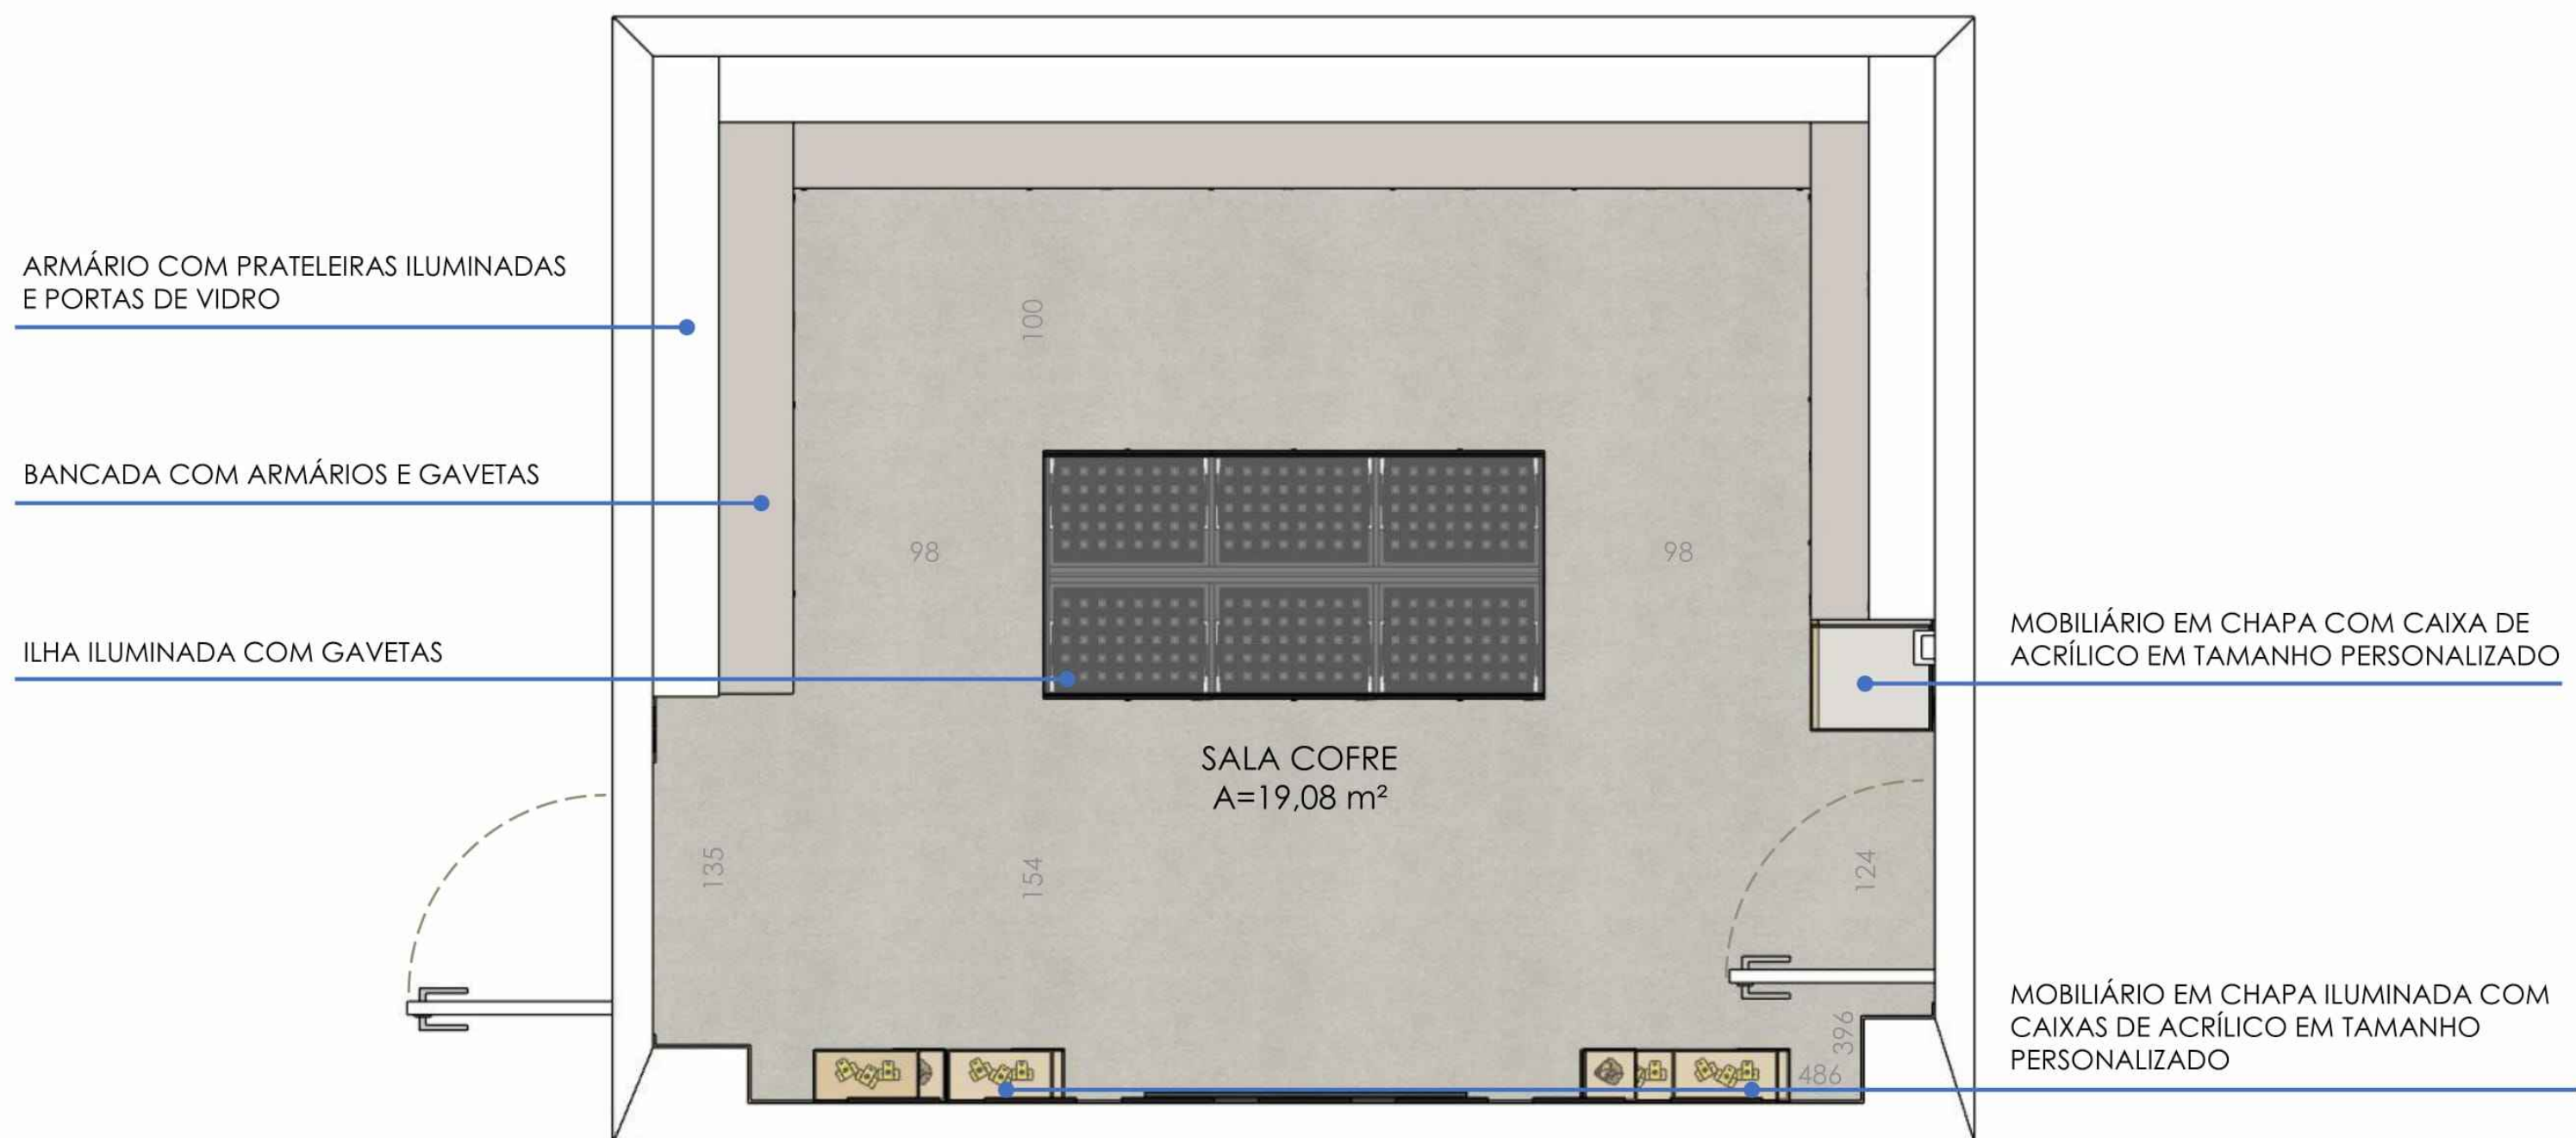 ARMÁRIO COM PRATELEIRAS ILUMINADAS
E PORTAS DE VIDRO
BANCADA COM ARMÁRIOS E GAVETAS
ILHA ILUMINADA COM GAVETAS
100
98
98
SALA COFRE
A=19,08 m²
135
154
124
396
486
MOBILIÁRIO EM CHAPA COM CAIXA DE
ACRÍLICO EM TAMANHO PERSONALIZADO
MOBILIÁRIO EM CHAPA ILUMINADA COM
CAIXAS DE ACRÍLICO EM TAMANHO
PERSONALIZADO